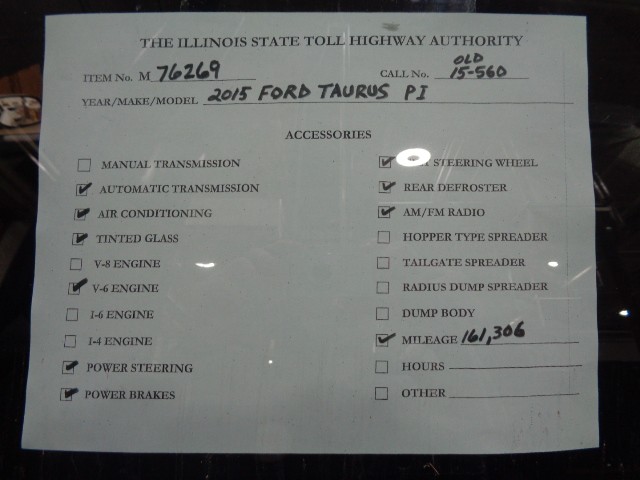 THE ILLINOIS STATE TOLL HIGHWAY AUTHORITY
ITEM No. M 76269
CALL No. OLD 15-560
YEAR/MAKE/MODEL 2015 FORD TAURUS PI
ACCESSORIES
MANUAL TRANSMISSION
AUTOMATIC TRANSMISSION
AIR CONDITIONING
TINTED GLASS
V-8 ENGINE
V-6 ENGINE
I-6 ENGINE
I-4 ENGINE
POWER STEERING
POWER BRAKES
STEERING WHEEL
REAR DEFROSTER
AM/FM RADIO
HOPPER TYPE SPREADER
TAILGATE SPREADER
RADIUS DUMP SPREADER
DUMP BODY
MILEAGE 161,306
HOURS
OTHER